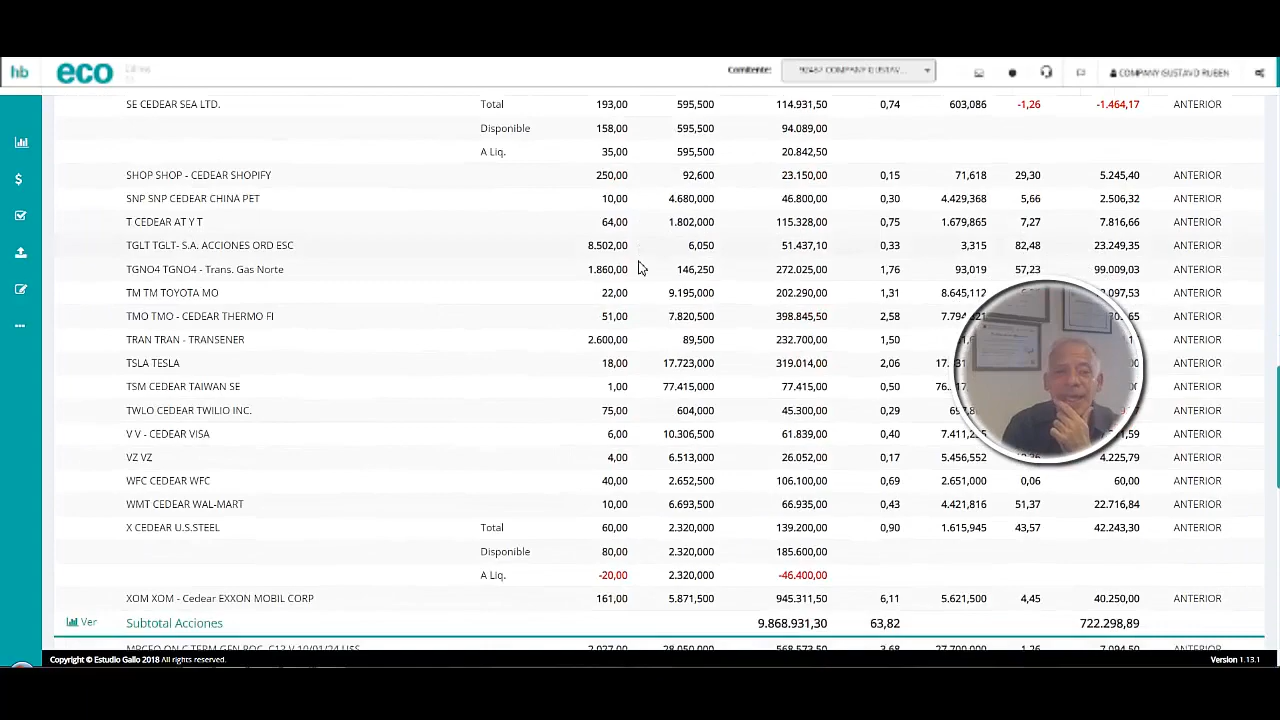 hb eco Comitente: COMPANY GUSTAVO RUBEN
SE CEDEAR SEA LTD. Total 193,00 595,500 114.931,50 0,74 603,086 -1,26 -1.464,17 ANTERIOR
Disponible 158,00 595,500 94.089,00
A Liq. 35,00 595,500 20.842,50
SHOP SHOP - CEDEAR SHOPIFY 250,00 92,600 23.150,00 0,15 71,618 29,30 5.245,40 ANTERIOR
SNP SNP CEDEAR CHINA PET 10,00 4.680,000 46.800,00 0,30 4.429,368 5,66 2.506,32 ANTERIOR
T CEDEAR AT Y T 64,00 1.802,000 115.328,00 0,75 1.679,865 7,27 7.816,66 ANTERIOR
TGLT TGLT- S.A. ACCIONES ORD ESC 8.502,00 6,050 51.437,10 0,33 3,315 82,48 23.249,35 ANTERIOR
TGNO4 TGNO4 - Trans. Gas Norte 1.860,00 146,250 272.025,00 1,76 93,019 57,23 99.009,03 ANTERIOR
TM TM TOYOTA MO 22,00 9.195,000 202.290,00 1,31 8.645,112 ANTERIOR
TMO TMO - CEDEAR THERMO FI 51,00 7.820,500 398.845,50 2,58 ANTERIOR
TRAN TRAN - TRANSENER 2.600,00 89,500 232.700,00 1,50 ANTERIOR
TSLA TESLA 18,00 17.723,000 319.014,00 2,06 ANTERIOR
TSM CEDEAR TAIWAN SE 1,00 77.415,000 77.415,00 0,50 ANTERIOR
TWLO CEDEAR TWILIO INC. 75,00 604,000 45.300,00 0,29 ANTERIOR
V V - CEDEAR VISA 6,00 10.306,500 61.839,00 0,40 ANTERIOR
VZ VZ 4,00 6.513,000 26.052,00 0,17 5.456,552 4.225,79 ANTERIOR
WFC CEDEAR WFC 40,00 2.652,500 106.100,00 0,69 2.651,000 0,06 60,00 ANTERIOR
WMT CEDEAR WAL-MART 10,00 6.693,500 66.935,00 0,43 4.421,816 51,37 22.716,84 ANTERIOR
X CEDEAR U.S.STEEL Total 60,00 2.320,000 139.200,00 0,90 1.615,945 43,57 42.243,30 ANTERIOR
Disponible 80,00 2.320,000 185.600,00
A Liq. -20,00 2.320,000 -46.400,00
XOM XOM - Cedear EXXON MOBIL CORP 161,00 5.871,500 945.311,50 6,11 5.621,500 4,45 40.250,00 ANTERIOR
Ver Subtotal Acciones 9.868.931,30 63,82 722.298,89
Copyright © Estudio Gallo 2018 All rights reserved. Version 1.13.1